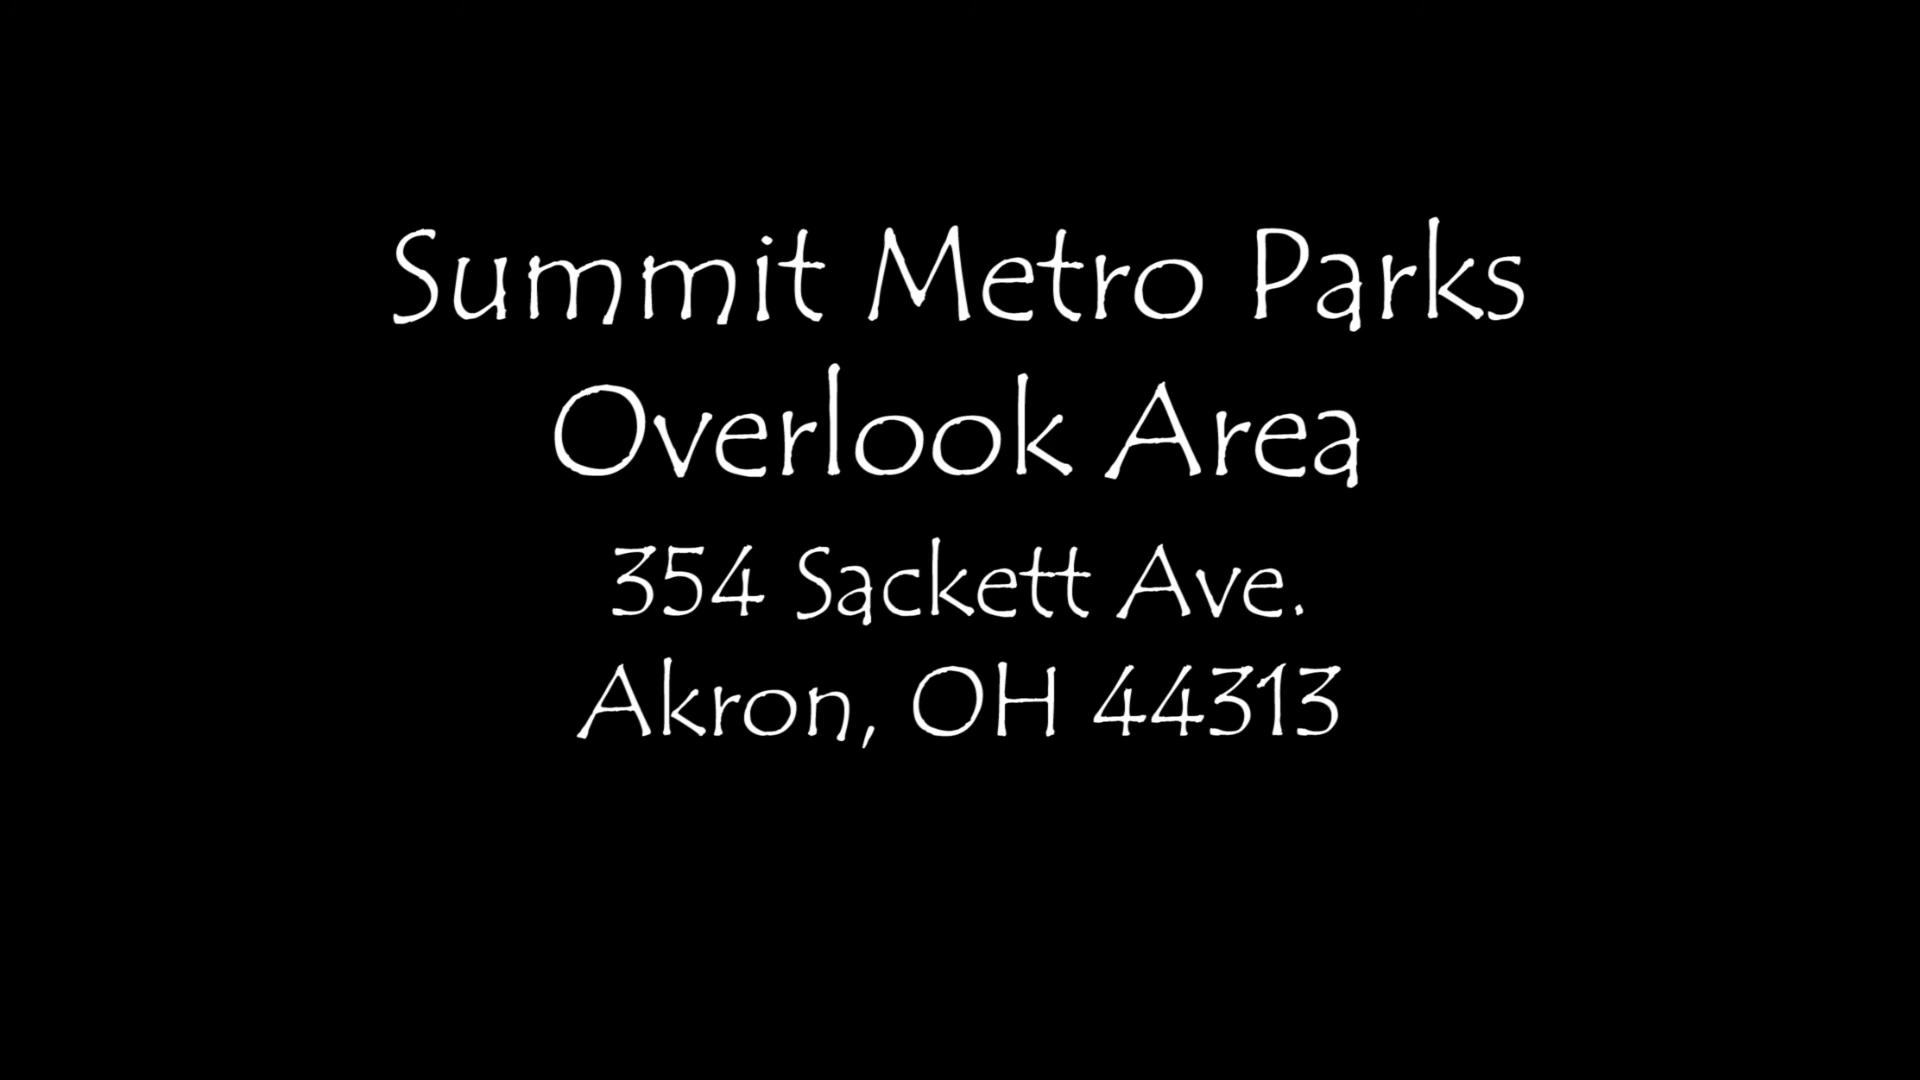 Summit Metro Parks
Overlook Area
354 Sackett Ave.
Akron, OH 44313